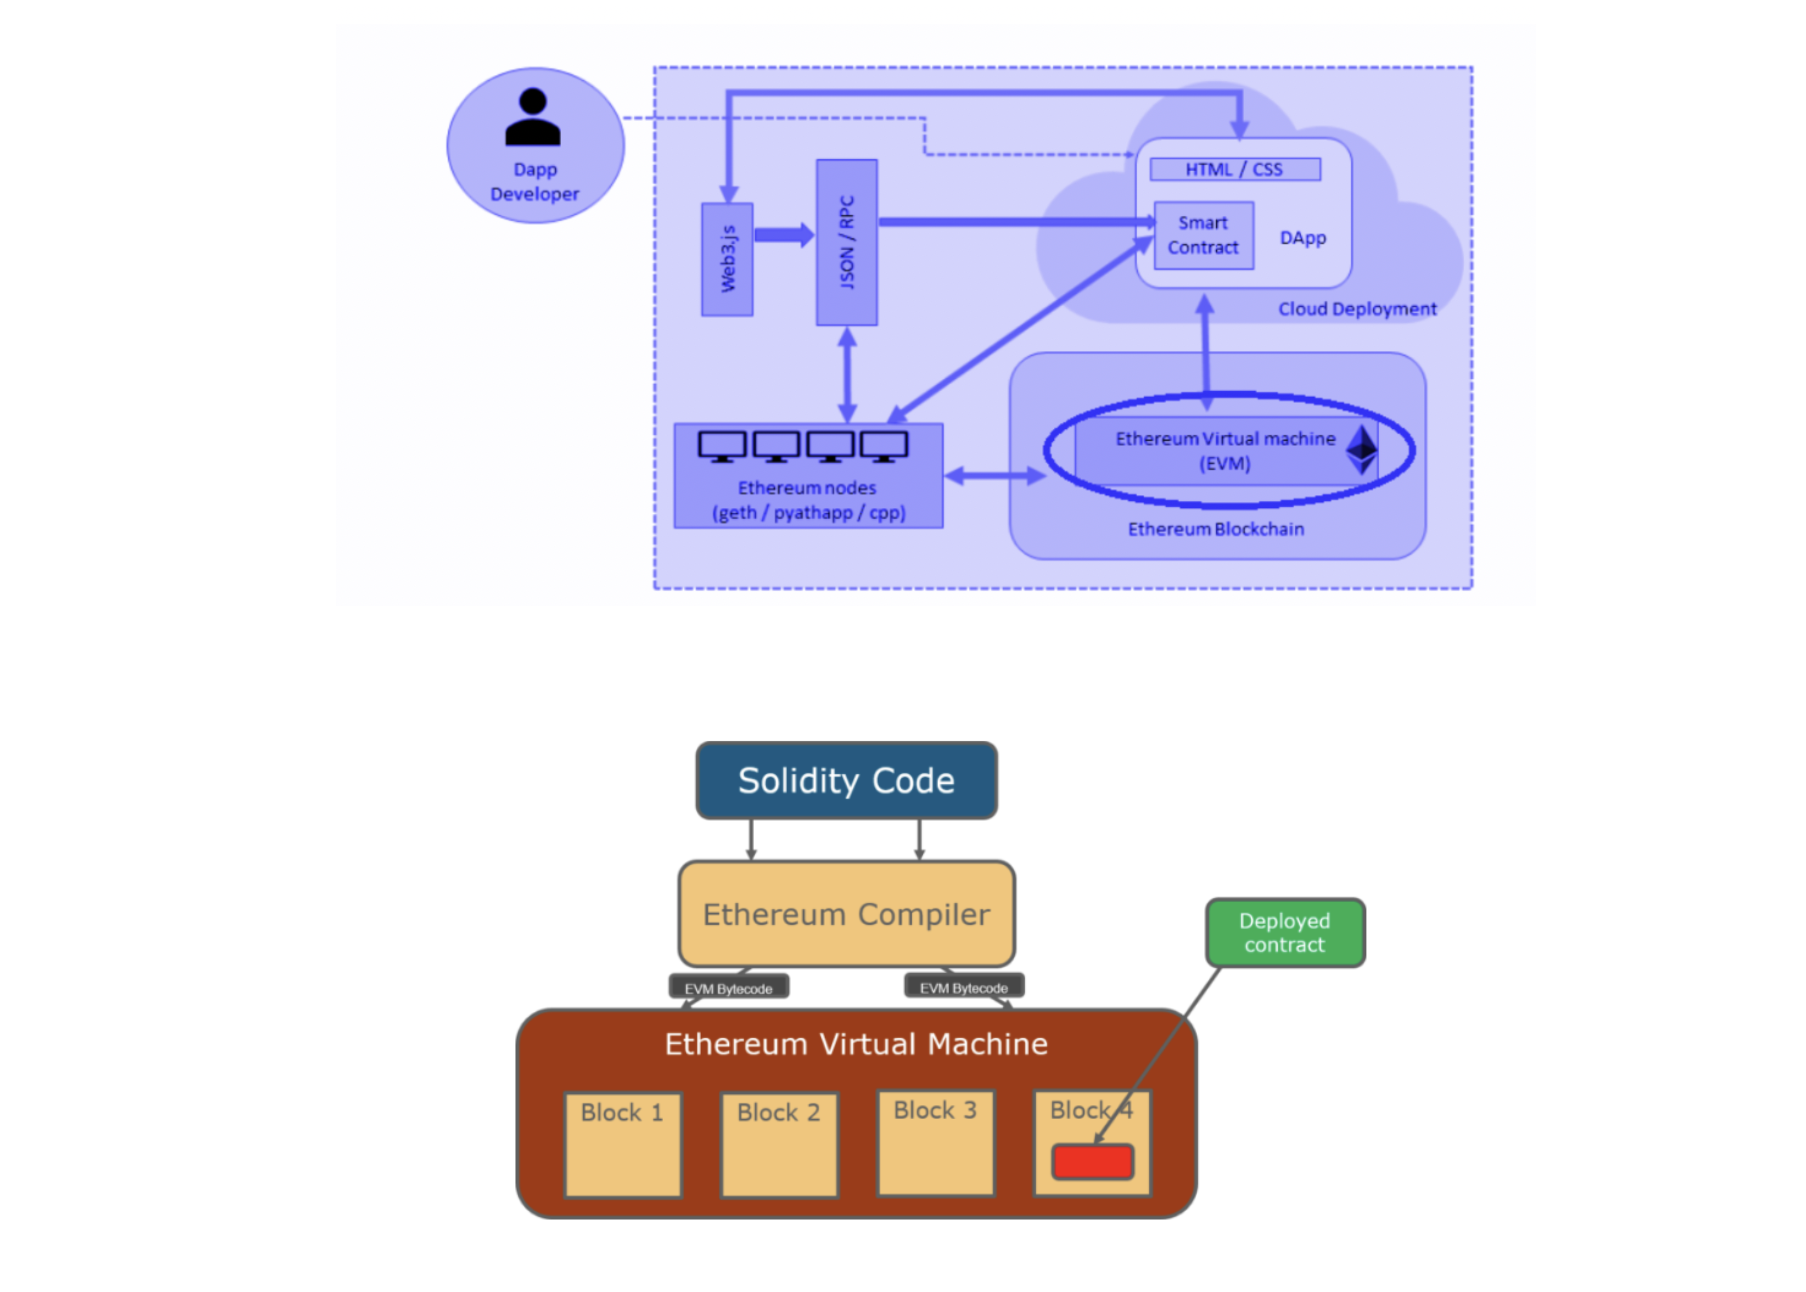 Dapp
Developer
HTML / CSS
Smart
Contract
DApp
Cloud Deployment
Web3.js
JSON / RPC
Ethereum nodes
(geth / pyathapp / cpp)
Ethereum Virtual machine
(EVM)
Ethereum Blockchain
Solidity Code
Ethereum Compiler
Deployed
contract
EVM Bytecode
EVM Bytecode
Ethereum Virtual Machine
Block 1
Block 2
Block 3
Block 4